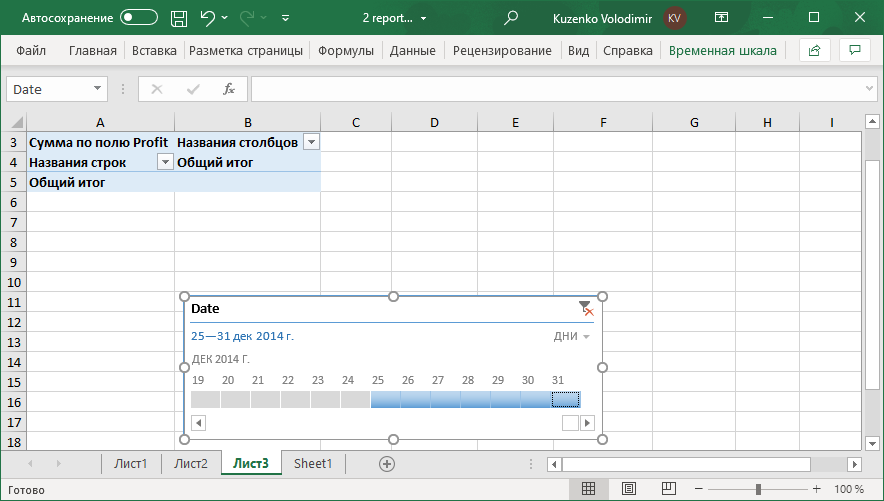 Автосохранение 2 report... Kuzenko Volodimir KV
Файл Главная Вставка Разметка страницы Формулы Данные Рецензирование Вид Справка Временная шкала
Date fx
A B C D E F G H I
3 Сумма по полю Profit Названия столбцов
4 Названия строк Общий итог
5 Общий итог
6
7
8
9
10
11
12
13
14
15
16
17
18
Date
25—31 дек 2014 г. ДНИ
ДЕК 2014 Г.
19 20 21 22 23 24 25 26 27 28 29 30 31
Лист1 Лист2 Лист3 Sheet1
Готово 100 %